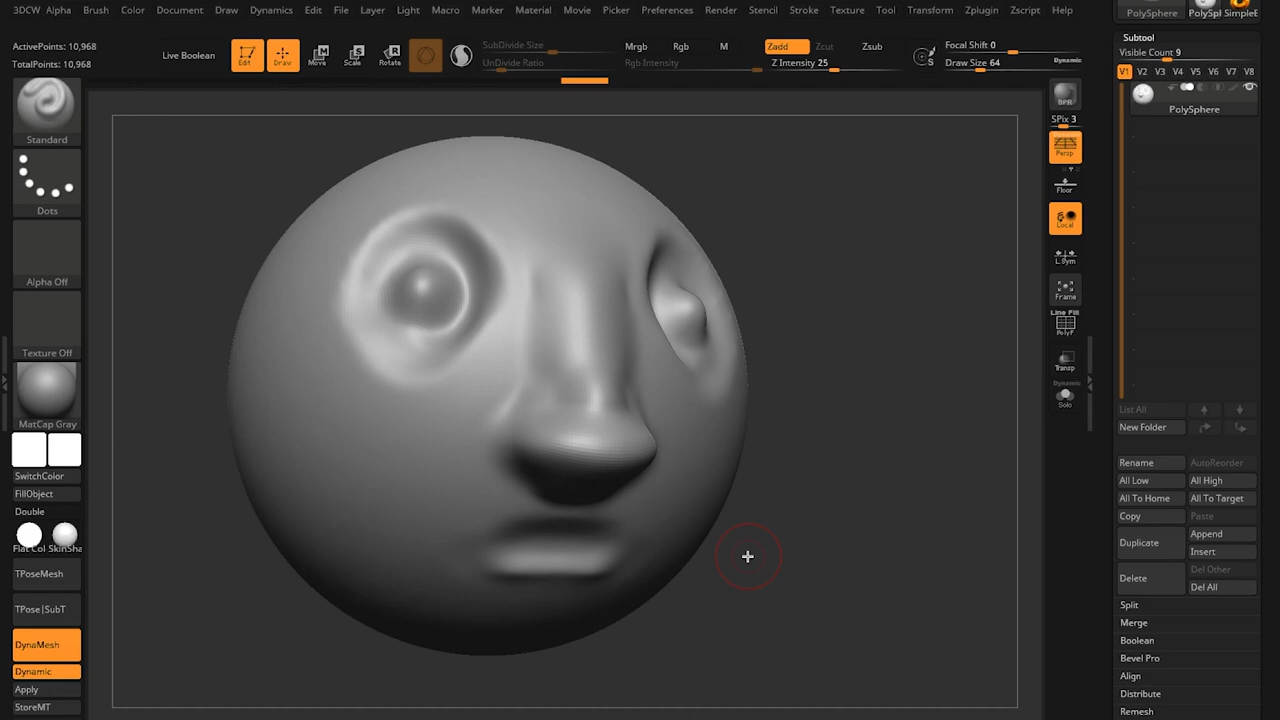 3DCW Alpha Brush Color Document Draw Dynamics Edit File Layer Light Macro Marker Material Movie Picker Preferences Render Stencil Stroke Texture Tool Transform Zplugin Zscript Help
ActivePoints: 10,968
TotalPoints: 10,968
Live Boolean
Edit
Draw
Move
Scale
Rotate
SubDivide Size
UnDivide Ratio
Mrgb
Rgb
M
Rgb Intensity
Zadd
Zcut
Zsub
Z Intensity 25
S
Focal Shift 0
Draw Size 64
Dynamic
Standard
Dots
Alpha Off
Texture Off
MatCap Gray
SwitchColor
FillObject
Double
Flat Col SkinSha
TPoseMesh
TPose|SubT
DynaMesh
Dynamic
Apply
StoreMT
BPR
SPix 3
Persp
Floor
Local
L.Sym
Frame
Line Fill
PolyF
Transp
Dynamic
Solo
PolySphere
PolySpl
SimpleE
Subtool
Visible Count 9
V1 V2 V3 V4 V5 V6 V7 V8
PolySphere
List All
New Folder
Rename
AutoReorder
All Low
All High
All To Home
All To Target
Copy
Paste
Duplicate
Append
Insert
Delete
Del Other
Del All
Split
Merge
Boolean
Bevel Pro
Align
Distribute
Remesh